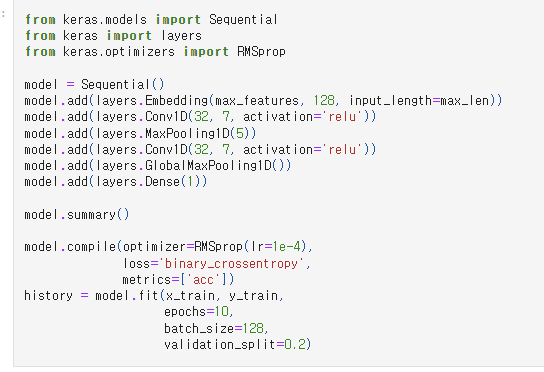 from keras.models import Sequential
from keras import layers
from keras.optimizers import RMSprop

model = Sequential()
model.add(layers.Embedding(max_features, 128, input_length=max_len))
model.add(layers.Conv1D(32, 7, activation='relu'))
model.add(layers.MaxPooling1D(5))
model.add(layers.Conv1D(32, 7, activation='relu'))
model.add(layers.GlobalMaxPooling1D())
model.add(layers.Dense(1))

model.summary()

model.compile(optimizer=RMSprop(lr=1e-4),
              loss='binary_crossentropy',
              metrics=['acc'])
history = model.fit(x_train, y_train,
                    epochs=10,
                    batch_size=128,
                    validation_split=0.2)